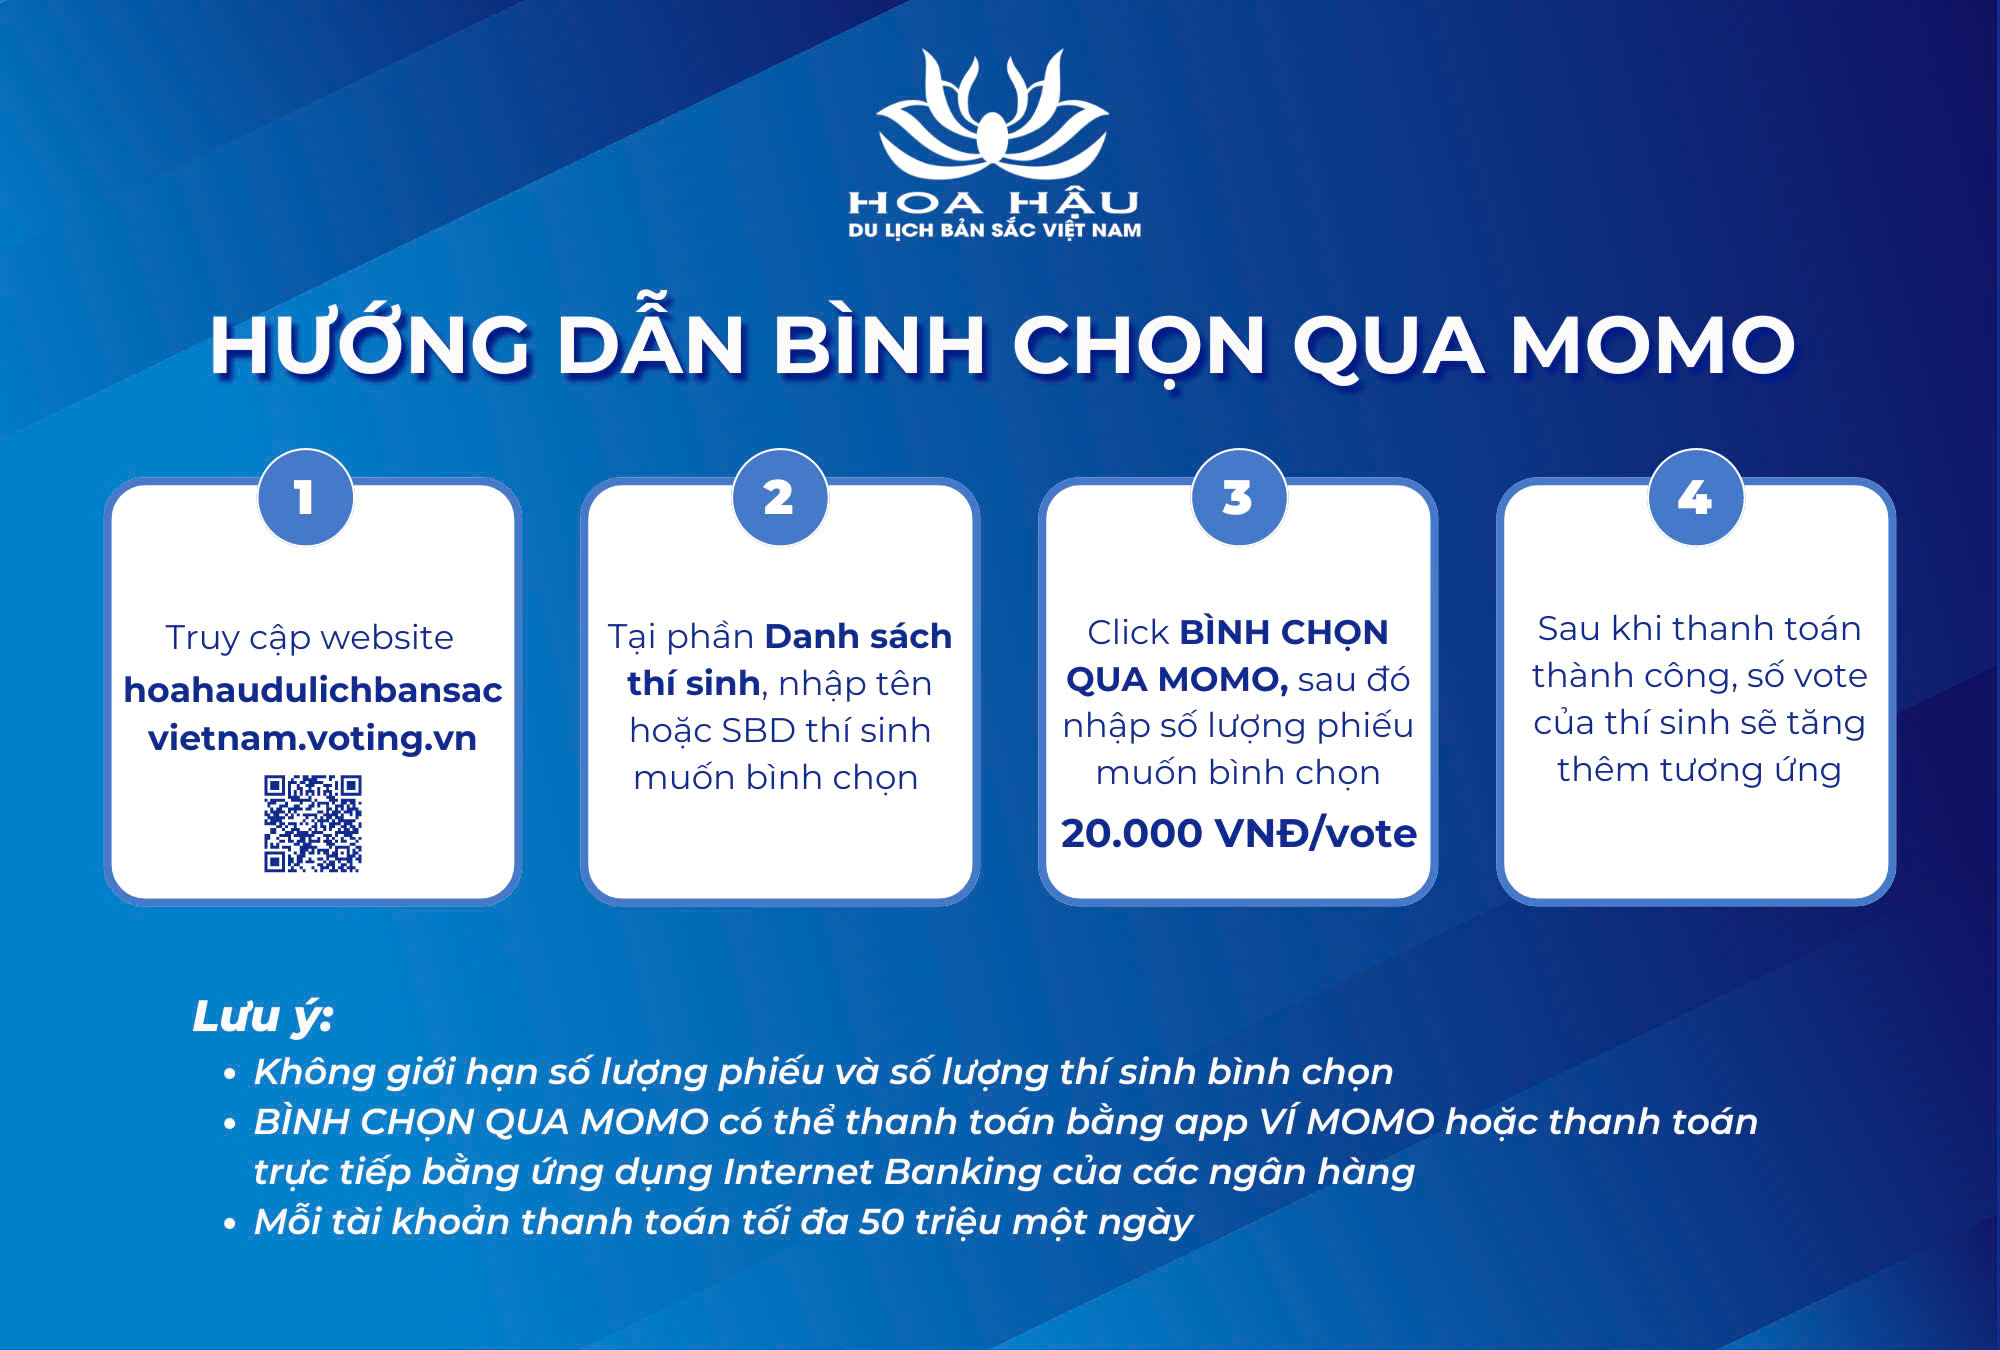 HOA HẬU
DU LỊCH BẢN SẮC VIỆT NAM
HƯỚNG DẪN BÌNH CHỌN QUA MOMO
1
Truy cập website
hoahaudulichbansac
vietnam.voting.vn
2
Tại phần Danh sách
thí sinh, nhập tên
hoặc SBD thí sinh
muốn bình chọn
3
Click BÌNH CHỌN
QUA MOMO, sau đó
nhập số lượng phiếu
muốn bình chọn
20.000 VNĐ/vote
4
Sau khi thanh toán
thành công, số vote
của thí sinh sẽ tăng
thêm tương ứng
Lưu ý:
• Không giới hạn số lượng phiếu và số lượng thí sinh bình chọn
• BÌNH CHỌN QUA MOMO có thể thanh toán bằng app VÍ MOMO hoặc thanh toán
trực tiếp bằng ứng dụng Internet Banking của các ngân hàng
• Mỗi tài khoản thanh toán tối đa 50 triệu một ngày